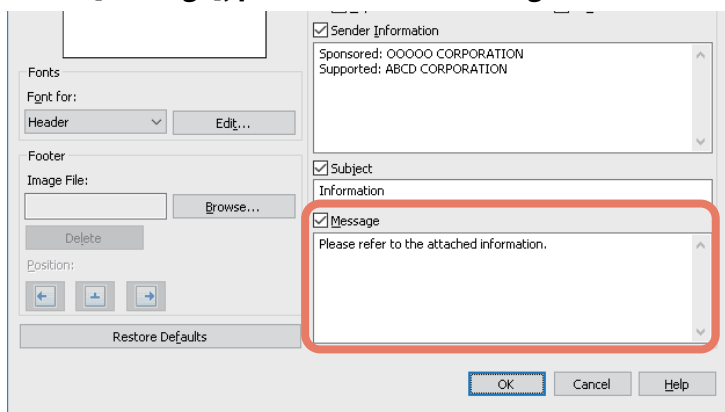 Sender Information
Sponsored: OOOOO CORPORATION
Supported: ABCD CORPORATION
Fonts
Font for:
Header
Edit...
Footer
Image File:
Browse...
Delete
Position:
Restore Defaults
Subject
Information
Message
Please refer to the attached information.
OK Cancel Help